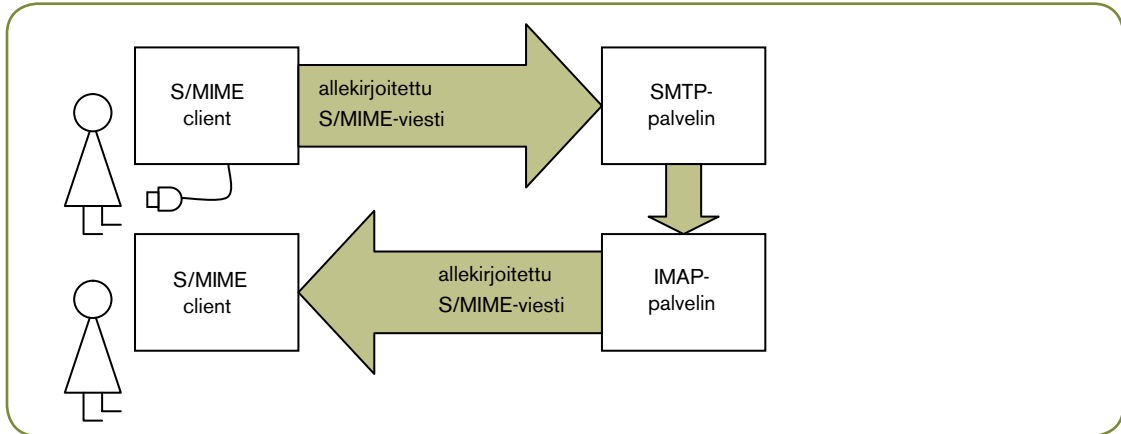 S/MIME
client
allekirjoitettu
S/MIME-viesti
SMTP-
palvelin
S/MIME
client
allekirjoitettu
S/MIME-viesti
IMAP-
palvelin